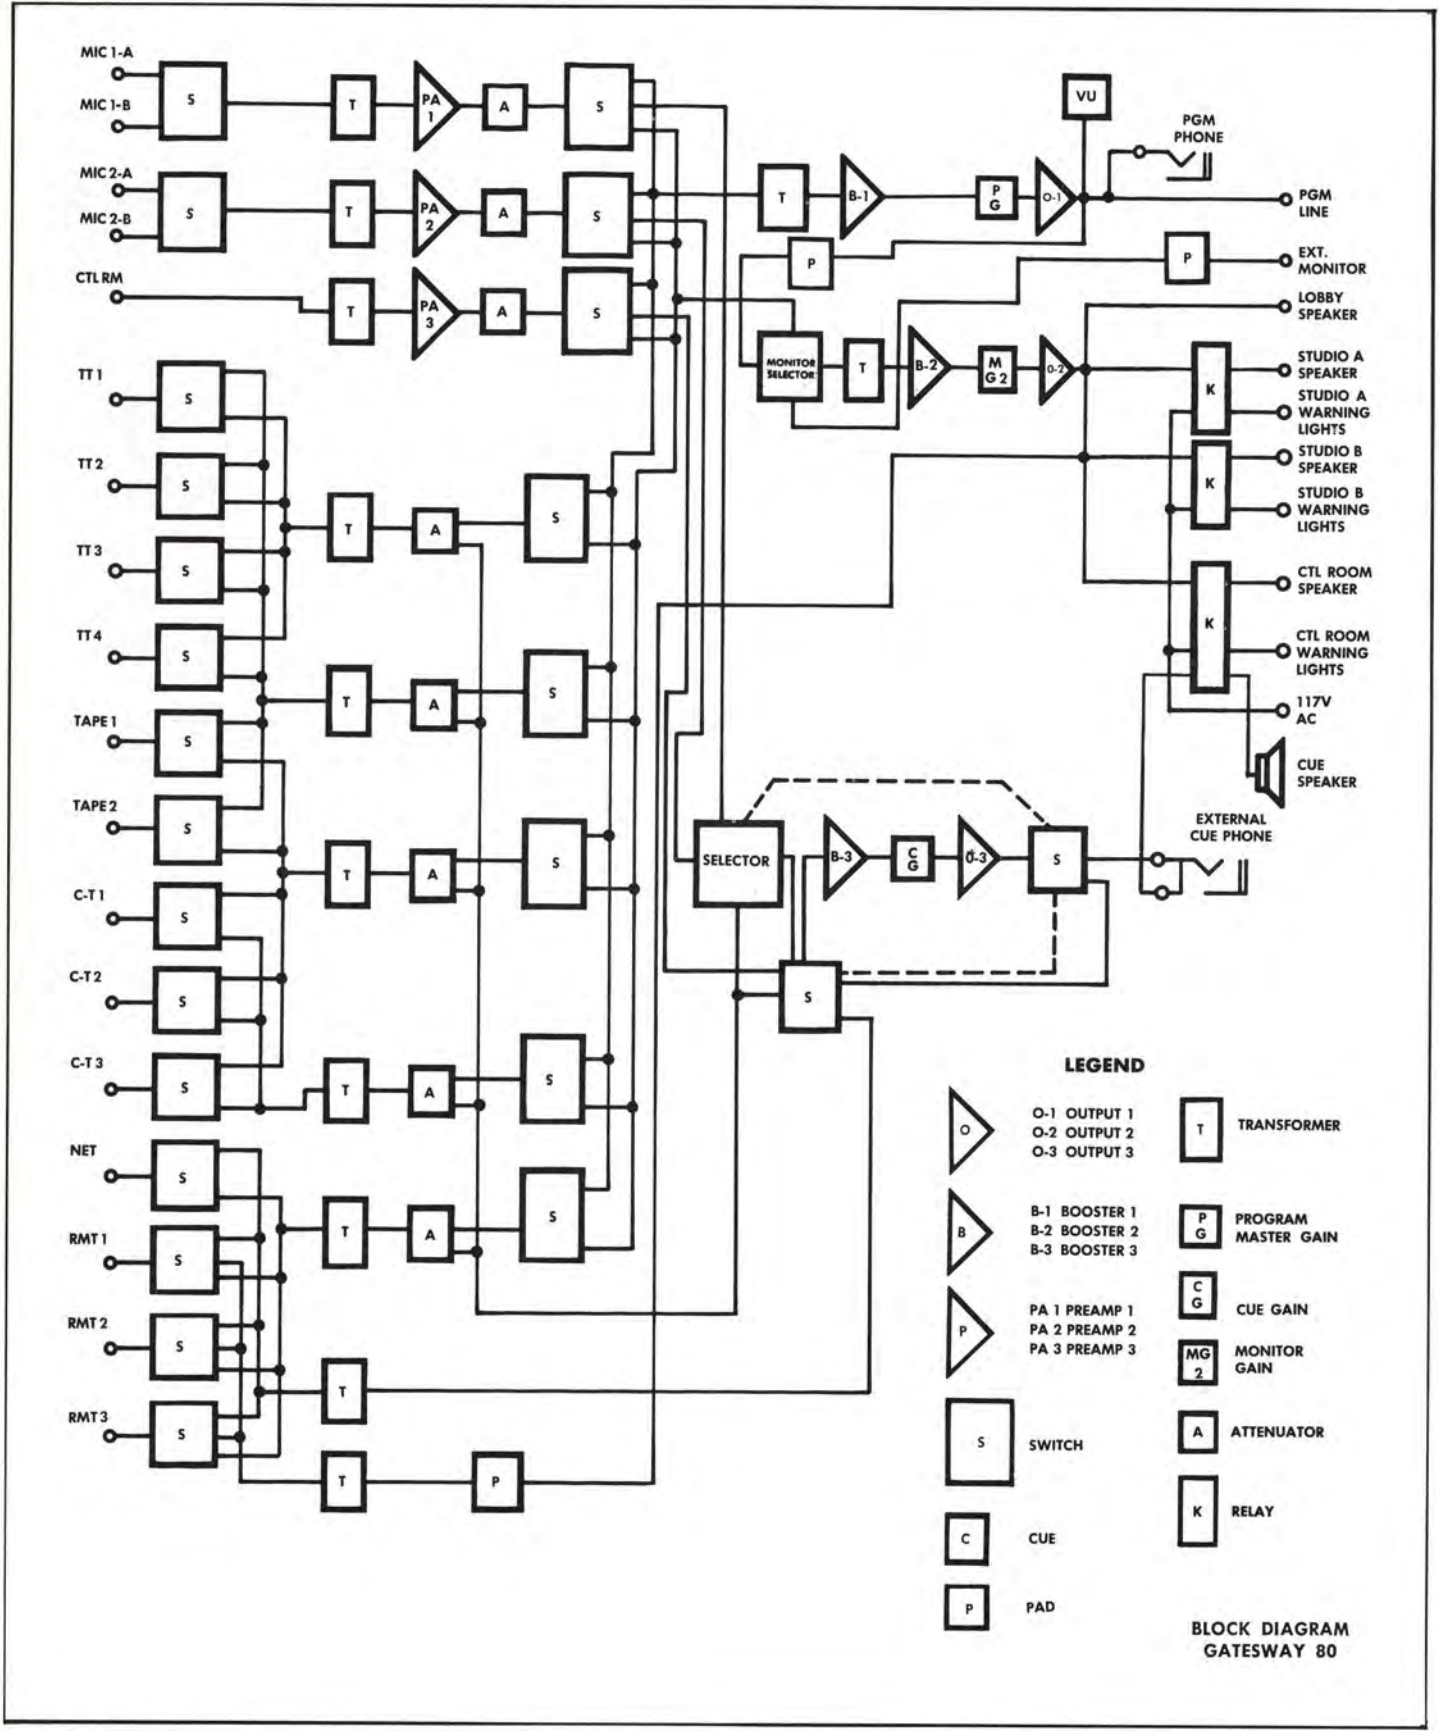 MIC 1-A
MIC 1-B
S
T
PA
1
A
S
VU
PGM
PHONE
MIC 2-A
MIC 2-B
S
T
PA
2
A
S
T
B-1
P
G
O-1
PGM
LINE
CTL RM
T
PA
3
A
S
P
P
EXT.
MONITOR
LOBBY
SPEAKER
MONITOR
SELECTOR
T
B-2
M
G2
O-2
K
STUDIO A
SPEAKER
STUDIO A
WARNING
LIGHTS
TT 1
S
TT 2
S
K
STUDIO B
SPEAKER
STUDIO B
WARNING
LIGHTS
T
A
S
TT 3
S
K
CTL ROOM
SPEAKER
CTL ROOM
WARNING
LIGHTS
TT 4
S
T
A
S
117V
AC
TAPE 1
S
CUE
SPEAKER
TAPE 2
S
EXTERNAL
CUE PHONE
SELECTOR
B-3
C
G
O-3
S
T
A
S
C-T 1
S
C-T 2
S
S
C-T 3
S
T
A
S
NET
S
RMT 1
S
T
A
S
RMT 2
S
T
RMT 3
S
T
P
LEGEND
O
O-1 OUTPUT 1
O-2 OUTPUT 2
O-3 OUTPUT 3
T
TRANSFORMER
B
B-1 BOOSTER 1
B-2 BOOSTER 2
B-3 BOOSTER 3
P
G
PROGRAM
MASTER GAIN
C
G
CUE GAIN
P
PA 1 PREAMP 1
PA 2 PREAMP 2
PA 3 PREAMP 3
MG
2
MONITOR
GAIN
S
SWITCH
A
ATTENUATOR
K
RELAY
C
CUE
P
PAD
BLOCK DIAGRAM
GATESWAY 80